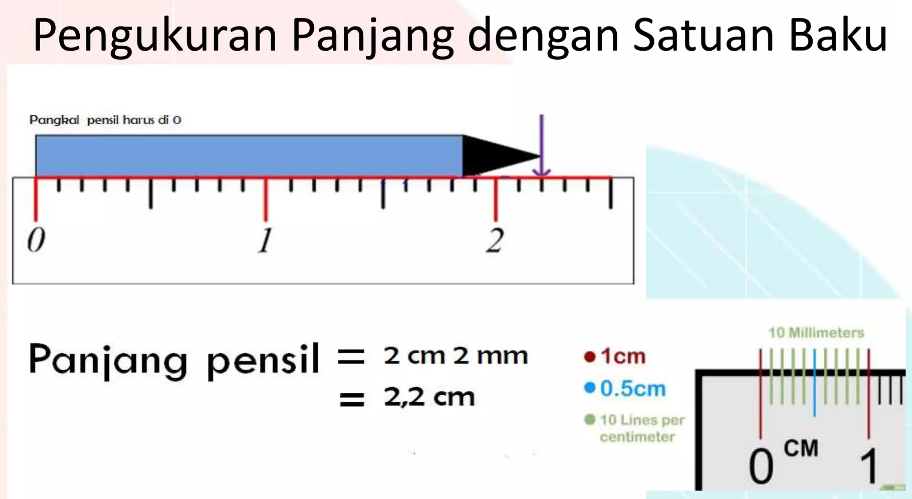 Pengukuran Panjang dengan Satuan Baku
Pangkal pensil harus di 0
0 1 2
Panjang pensil = 2 cm 2 mm
= 2,2 cm
10 Millimeters
1cm
0.5cm
10 Lines per
centimeter
0 CM 1